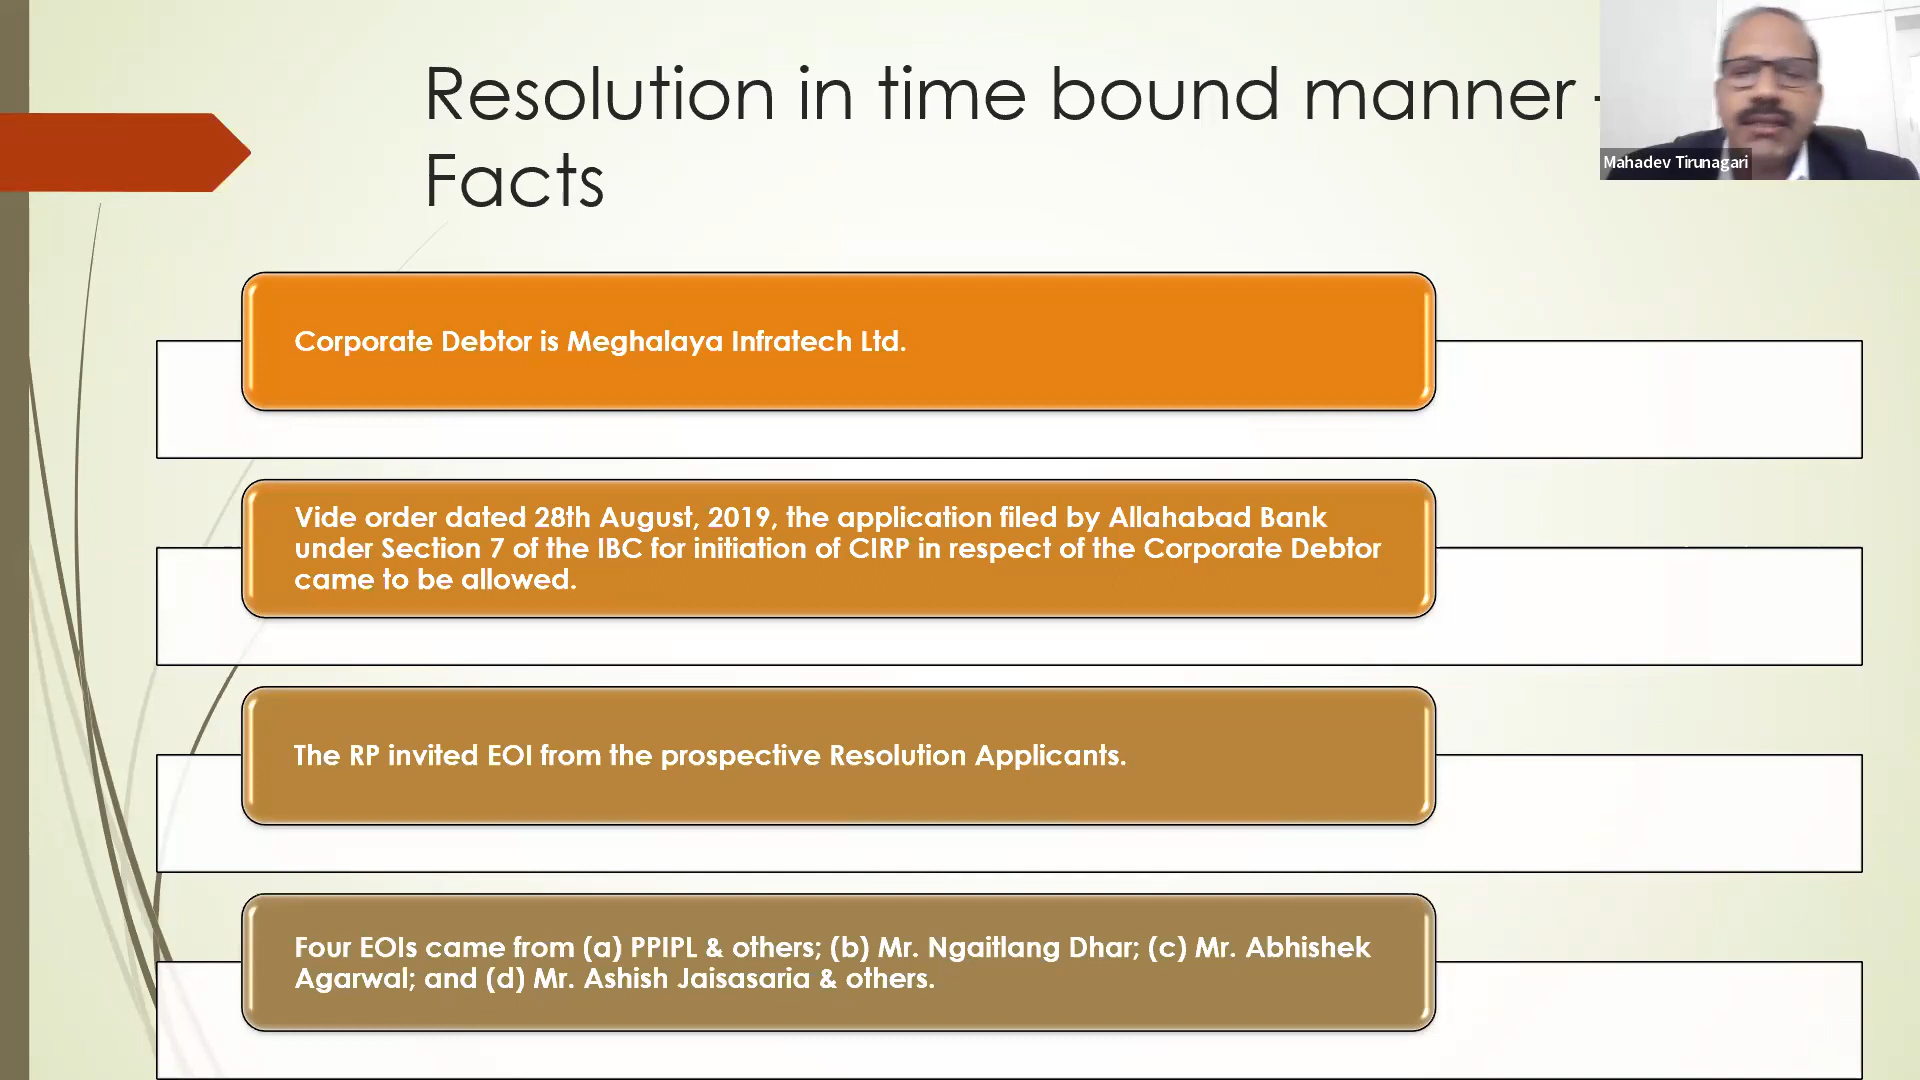 Resolution in time bound manner -
Facts
Mahadev Tirunagari
Corporate Debtor is Meghalaya Infratech Ltd.
Vide order dated 28th August, 2019, the application filed by Allahabad Bank
under Section 7 of the IBC for initiation of CIRP in respect of the Corporate Debtor
came to be allowed.
The RP invited EOI from the prospective Resolution Applicants.
Four EOIs came from (a) PPIPL & others; (b) Mr. Ngaitlang Dhar; (c) Mr. Abhishek
Agarwal; and (d) Mr. Ashish Jaisasaria & others.